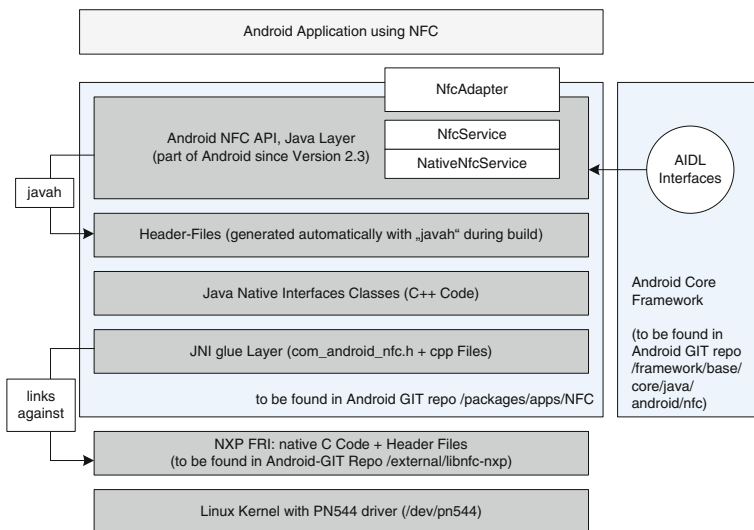 Android Application using NFC
NfcAdapter
Android NFC API, Java Layer
(part of Android since Version 2.3)
NfcService
NativeNfcService
AIDL
Interfaces
javah
Header-Files (generated automatically with „javah“ during build)
Java Native Interfaces Classes (C++ Code)
Android Core
Framework
(to be found in
Android GIT repo
/framework/base/
core/java/
android/nfc)
JNI glue Layer (com_android_nfc.h + cpp Files)
links
against
to be found in Android GIT repo /packages/apps/NFC
NXP FRI: native C Code + Header Files
(to be found in Android-GIT Repo /external/libnfc-nxp)
Linux Kernel with PN544 driver (/dev/pn544)